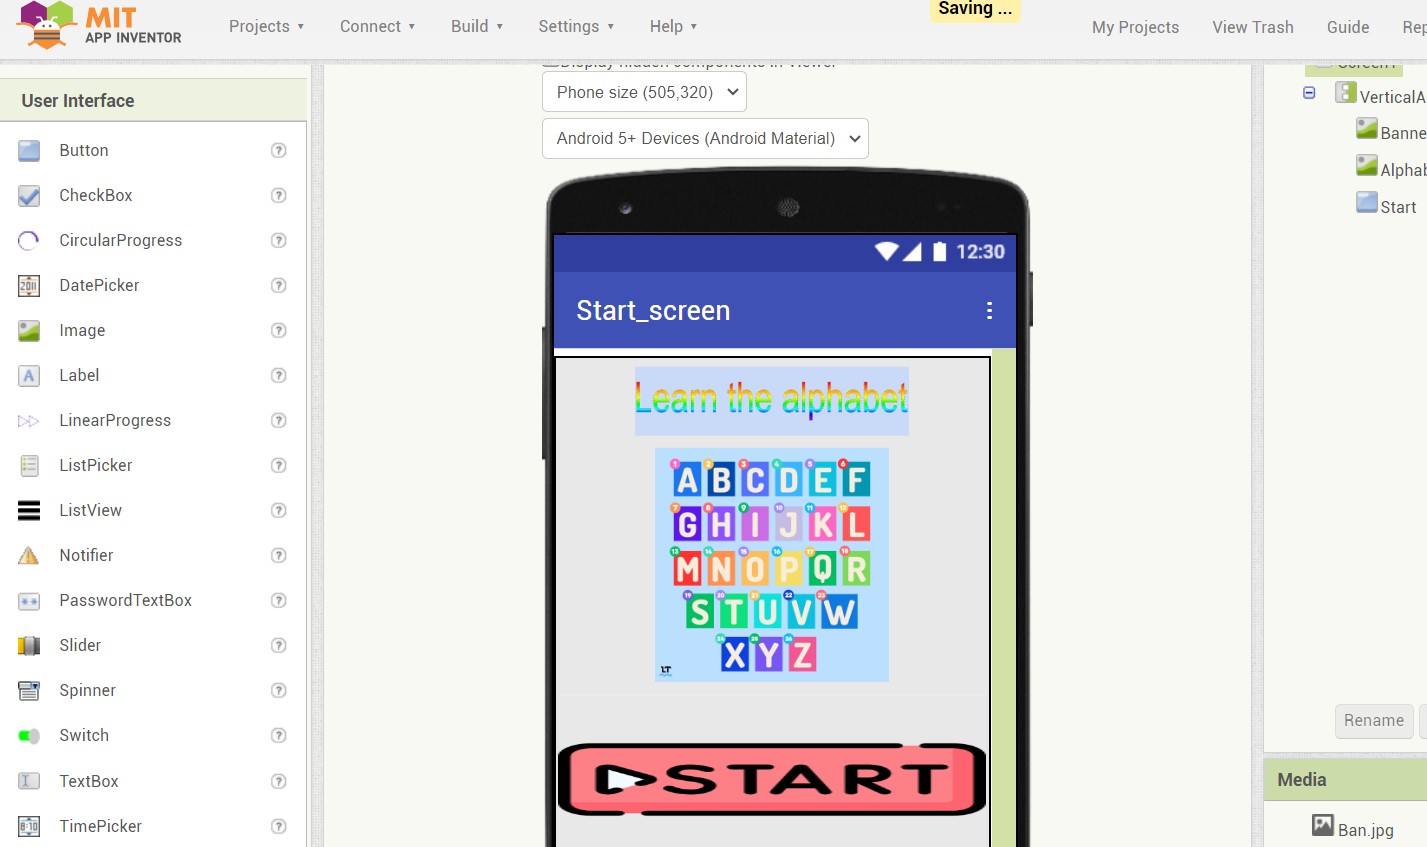 MIT
APP INVENTOR
Projects
Connect
Build
Settings
Help
Saving ...
My Projects
View Trash
Guide
User Interface
Button
CheckBox
CircularProgress
DatePicker
Image
Label
LinearProgress
ListPicker
ListView
Notifier
PasswordTextBox
Slider
Spinner
Switch
TextBox
TimePicker
Display hidden components in Viewer
Phone size (505,320)
Android 5+ Devices (Android Material)
12:30
Start_screen
Learn the alphabet
A B C D E F
G H I J K L
M N O P Q R
S T U V W
X Y Z
LT
START
Screen1
VerticalA
Banne
Alphab
Start
Rename
Media
Ban.jpg